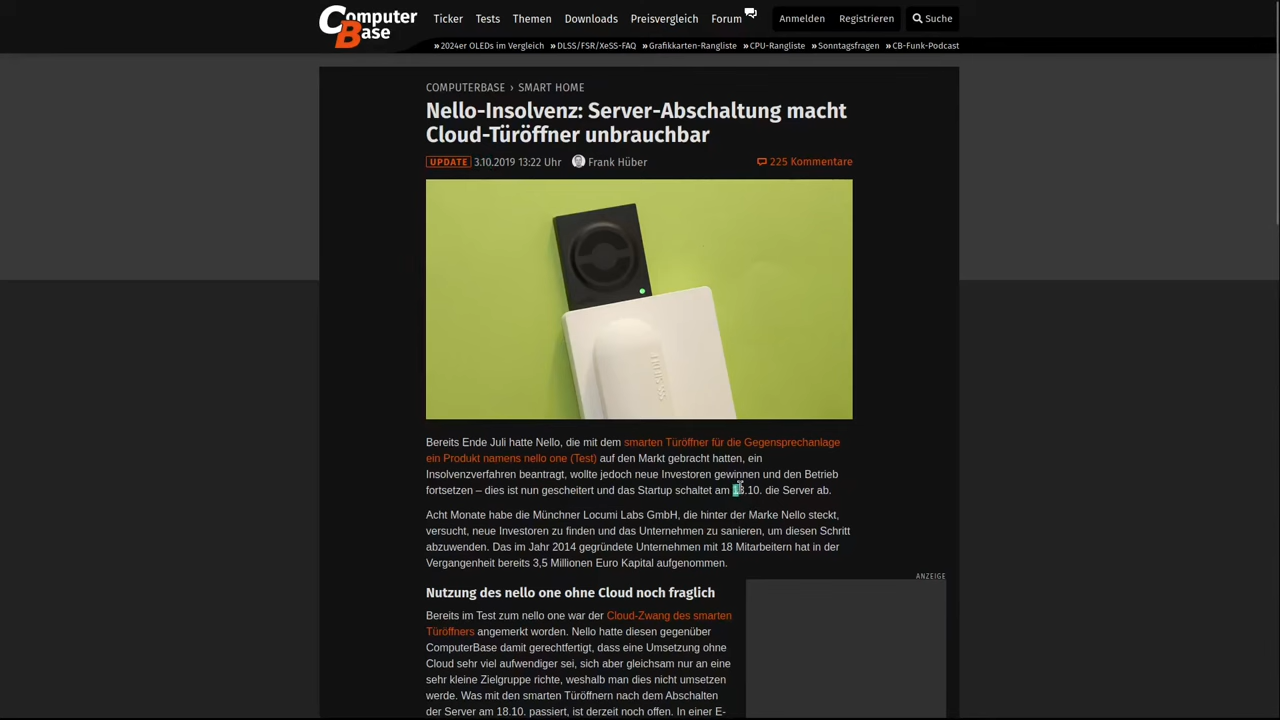 Computer Base
Ticker Tests Themen Downloads Preisvergleich Forum Anmelden Registrieren Suche
» 2024er OLEDs im Vergleich » DLSS/FSR/XeSS-FAQ » Grafikkarten-Rangliste » CPU-Rangliste » Sonntagsfragen » CB-Funk-Podcast
COMPUTERBASE › SMART HOME
Nello-Insolvenz: Server-Abschaltung macht
Cloud-Türöffner unbrauchbar
UPDATE 3.10.2019 13:22 Uhr Frank Hüber 225 Kommentare
Bereits Ende Juli hatte Nello, die mit dem smarten Türöffner für die Gegensprechanlage
ein Produkt namens nello one (Test) auf den Markt gebracht hatten, ein
Insolvenzverfahren beantragt, wollte jedoch neue Investoren gewinnen und den Betrieb
fortsetzen – dies ist nun gescheitert und das Startup schaltet am 18.10. die Server ab.
Acht Monate habe die Münchner Locumi Labs GmbH, die hinter der Marke Nello steckt,
versucht, neue Investoren zu finden und das Unternehmen zu sanieren, um diesen Schritt
abzuwenden. Das im Jahr 2014 gegründete Unternehmen mit 18 Mitarbeitern hat in der
Vergangenheit bereits 3,5 Millionen Euro Kapital aufgenommen.
ANZEIGE
Nutzung des nello one ohne Cloud noch fraglich
Bereits im Test zum nello one war der Cloud-Zwang des smarten
Türöffners angemerkt worden. Nello hatte diesen gegenüber
ComputerBase damit gerechtfertigt, dass eine Umsetzung ohne
Cloud sehr viel aufwendiger sei, sich aber gleichsam nur an eine
sehr kleine Zielgruppe richte, weshalb man dies nicht umsetzen
werde. Was mit den smarten Türöffnern nach dem Abschalten
der Server am 18.10. passiert, ist derzeit noch offen. In einer E-